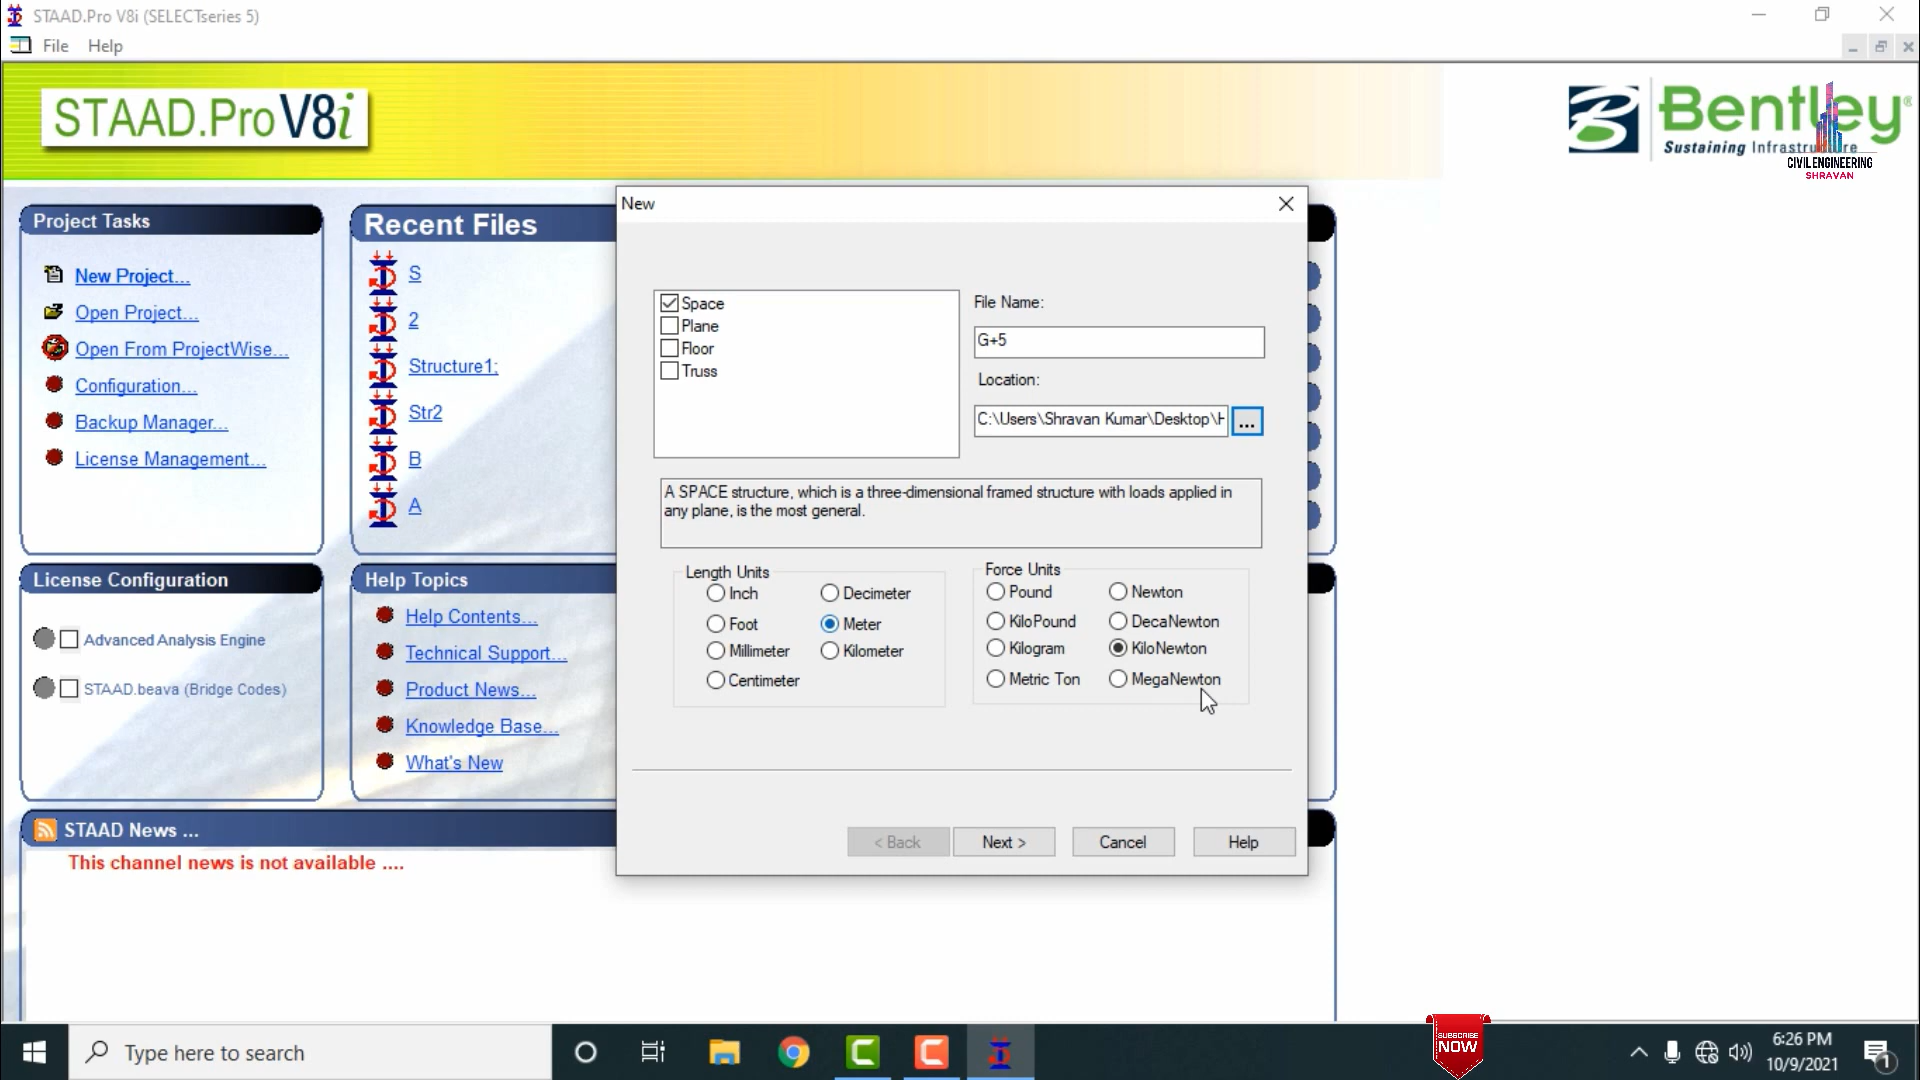 STAAD.Pro V8i (SELECTseries 5)
File Help
STAAD.Pro V8i
Bentley®
Sustaining Infrastructure
CIVIL ENGINEERING
SHRAVAN
Project Tasks
New Project...
Open Project...
Open From ProjectWise...
Configuration...
Backup Manager...
License Management...
Recent Files
S
2
Structure1;
Str2
B
A
License Configuration
Advanced Analysis Engine
STAAD.beava (Bridge Codes)
Help Topics
Help Contents...
Technical Support...
Product News...
Knowledge Base...
What's New
STAAD News ...
This channel news is not available ....
New
Space
Plane
Floor
Truss
File Name:
G+5
Location:
C:\Users\Shravan Kumar\Desktop\H
...
A SPACE structure, which is a three-dimensional framed structure with loads applied in
any plane, is the most general.
Length Units
Inch
Foot
Millimeter
Centimeter
Decimeter
Meter
Kilometer
Force Units
Pound
KiloPound
Kilogram
Metric Ton
Newton
DecaNewton
KiloNewton
MegaNewton
< Back
Next >
Cancel
Help
Type here to search
SUBSCRIBE
NOW
6:26 PM
10/9/2021
1